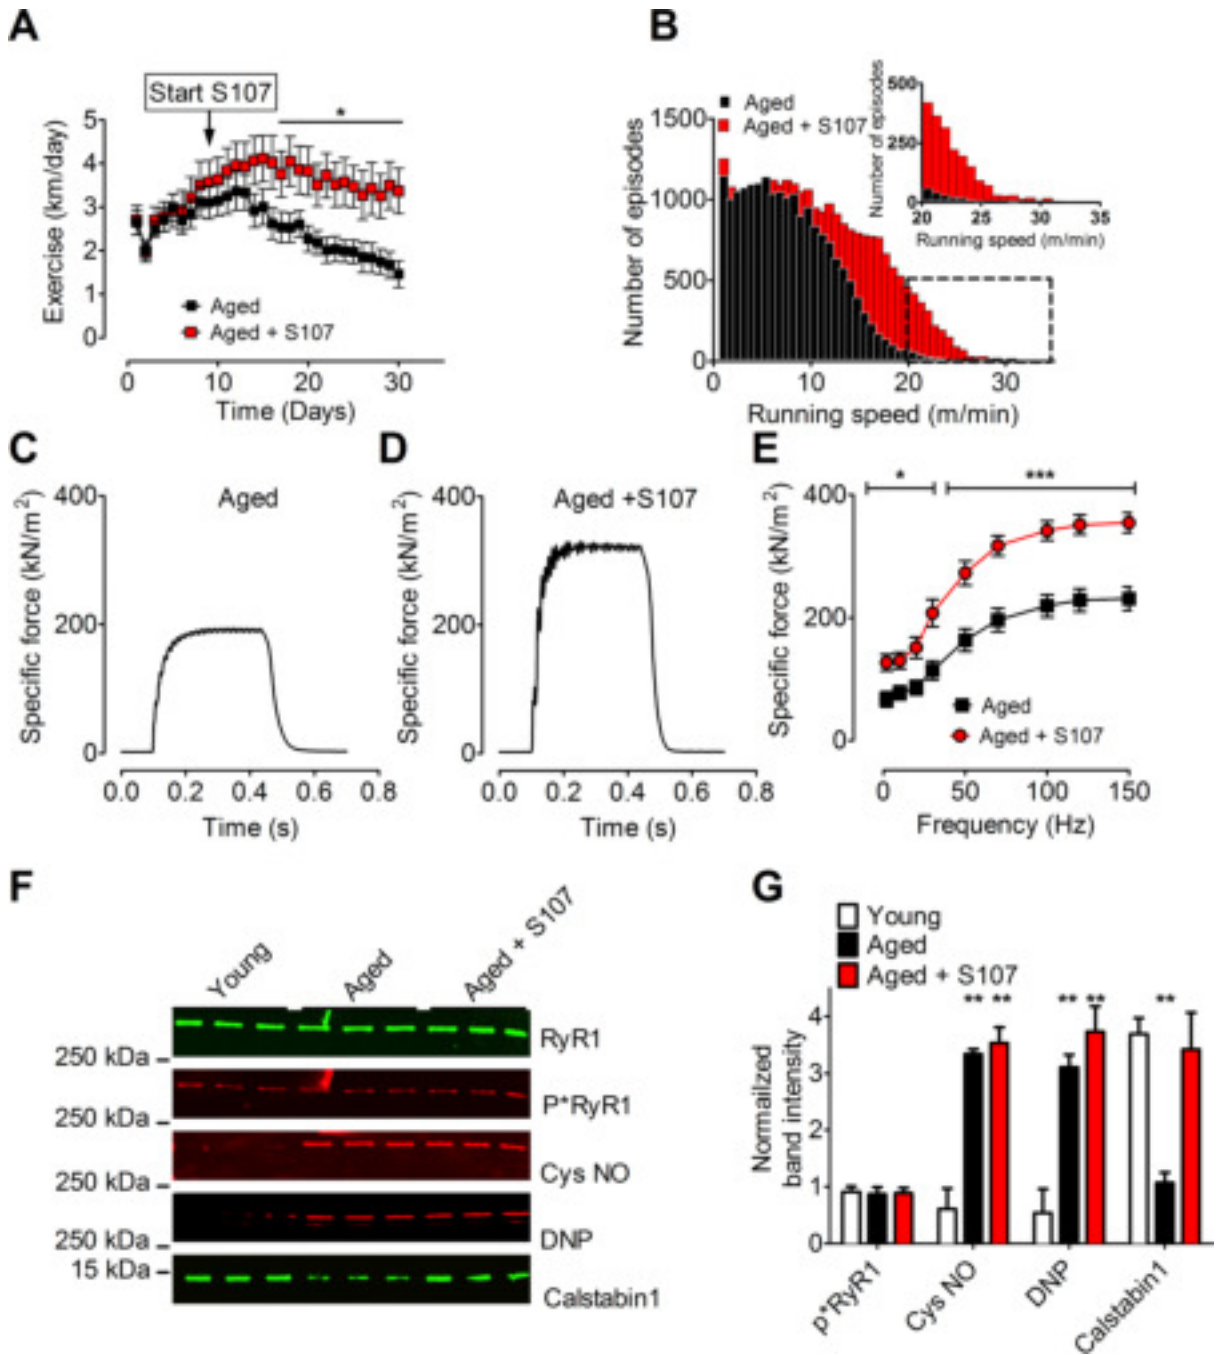 A
Start S107
*
Exercise (km/day)
5
4
3
2
1
0
Aged
Aged + S107
0 10 20 30
Time (Days)
B
Aged
Aged + S107
Number of episodes
1500
1000
500
0
0 10 20 30
Running speed (m/min)
Number of episodes
500
250
0
20 25 30 35
Running speed (m/min)
C
Aged
Specific force (kN/m²)
400
200
0
0.0 0.2 0.4 0.6 0.8
Time (s)
D
Aged +S107
Specific force (kN/m²)
400
200
0
0.0 0.2 0.4 0.6 0.8
Time (s)
E
* ***
Specific force (kN/m²)
400
200
0
Aged
Aged + S107
0 50 100 150
Frequency (Hz)
F
Young
Aged
Aged + S107
250 kDa
RyR1
250 kDa
P*RyR1
250 kDa
Cys NO
250 kDa
DNP
15 kDa
Calstabin1
G
Young
Aged
Aged + S107
** ** ** ** **
Normailzed
band intensity
4
3
2
1
0
p*RyR1
Cys NO
DNP
Calstabin1